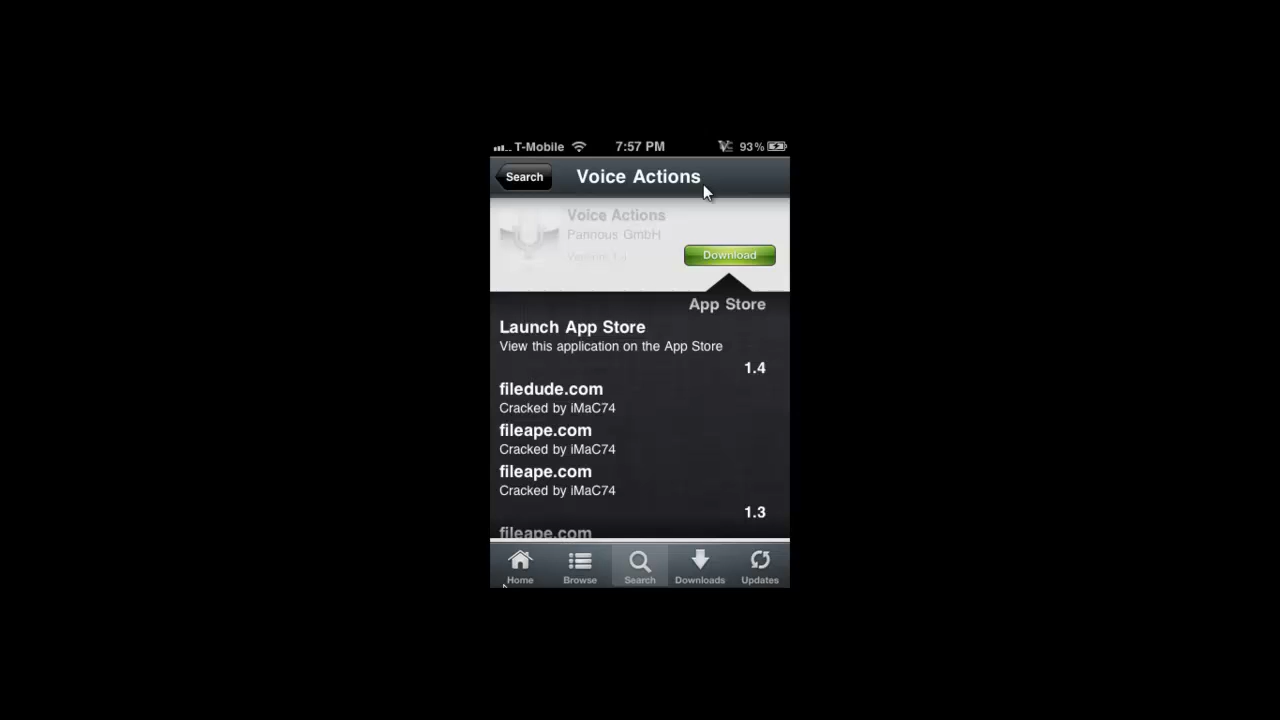 T-Mobile 7:57 PM 93%
Search Voice Actions
Voice Actions
Pannous GmbH
Download
App Store
Launch App Store
View this application on the App Store
1.4
filedude.com
Cracked by iMaC74
fileape.com
Cracked by iMaC74
fileape.com
Cracked by iMaC74
1.3
fileape.com
Home Browse Search Downloads Updates